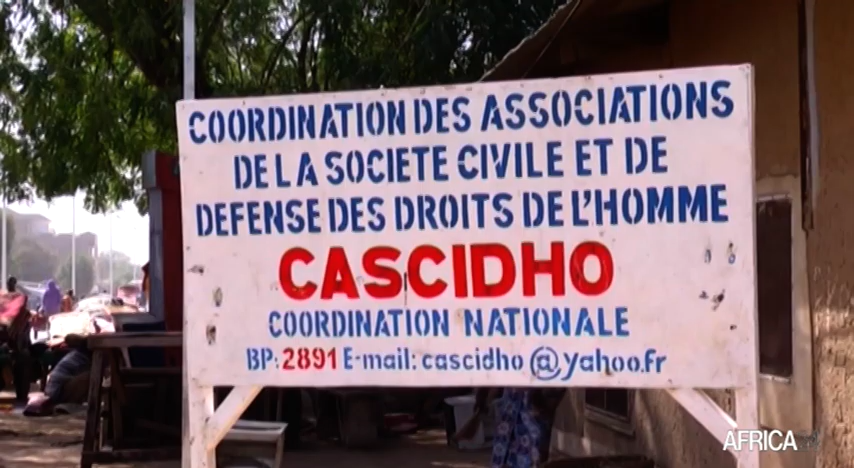 COORDINATION DES ASSOCIATIONS
DE LA SOCIETE CIVILE ET DE
DEFENSE DES DROITS DE L'HOMME
CASCIDHO
COORDINATION NATIONALE
BP: 2891 E-mail: cascidho@yahoo.fr
AFRICA